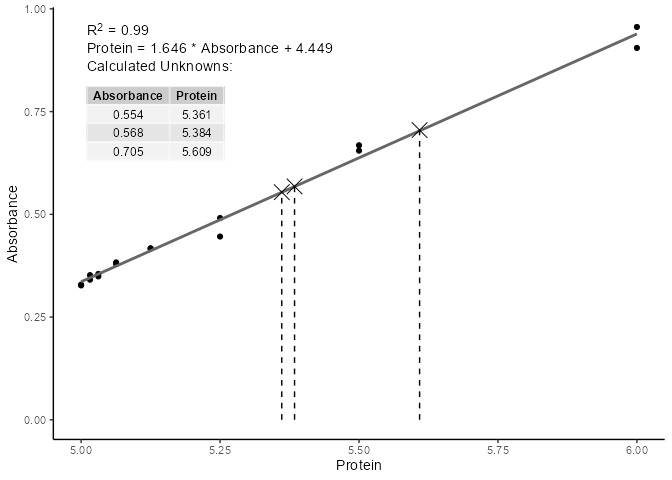 R² = 0.99
Protein = 1.646 * Absorbance + 4.449
Calculated Unknowns:
Absorbance Protein
0.554 5.361
0.568 5.384
0.705 5.609
1.00
0.75
0.50
0.25
0.00
Absorbance
5.00 5.25 5.50 5.75 6.00
Protein